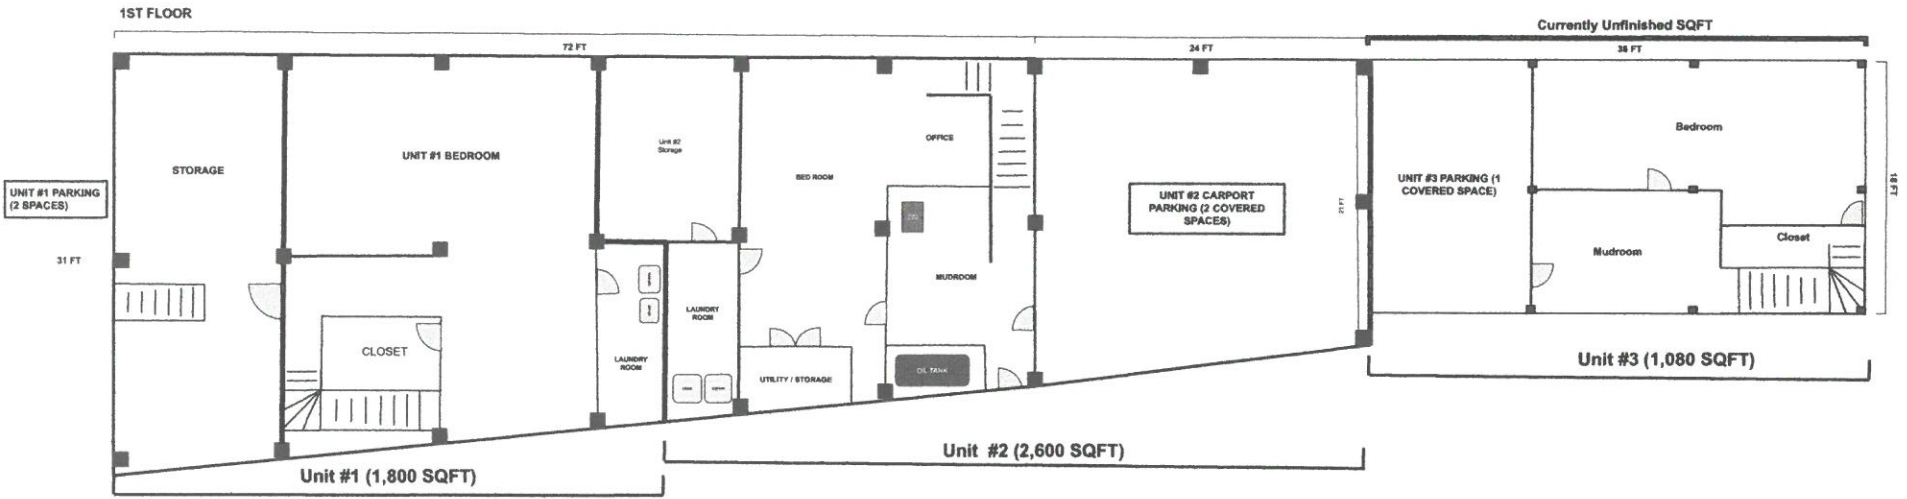 1ST FLOOR
Currently Unfinished SQFT
72 FT
24 FT
38 FT
STORAGE
UNIT #1 BEDROOM
Unit #2
Storage
BED ROOM
OFFICE
UNIT #1 PARKING
(2 SPACES)
UNIT #2 CARPORT
PARKING (2 COVERED
SPACES)
21 FT
UNIT #3 PARKING (1
COVERED SPACE)
Bedroom
18 FT
31 FT
MUDROOM
Mudroom
Closet
LAUNDRY
ROOM
CLOSET
LAUNDRY
ROOM
UTILITY / STORAGE
OIL TANK
Unit #3 (1,080 SQFT)
Unit #2 (2,600 SQFT)
Unit #1 (1,800 SQFT)